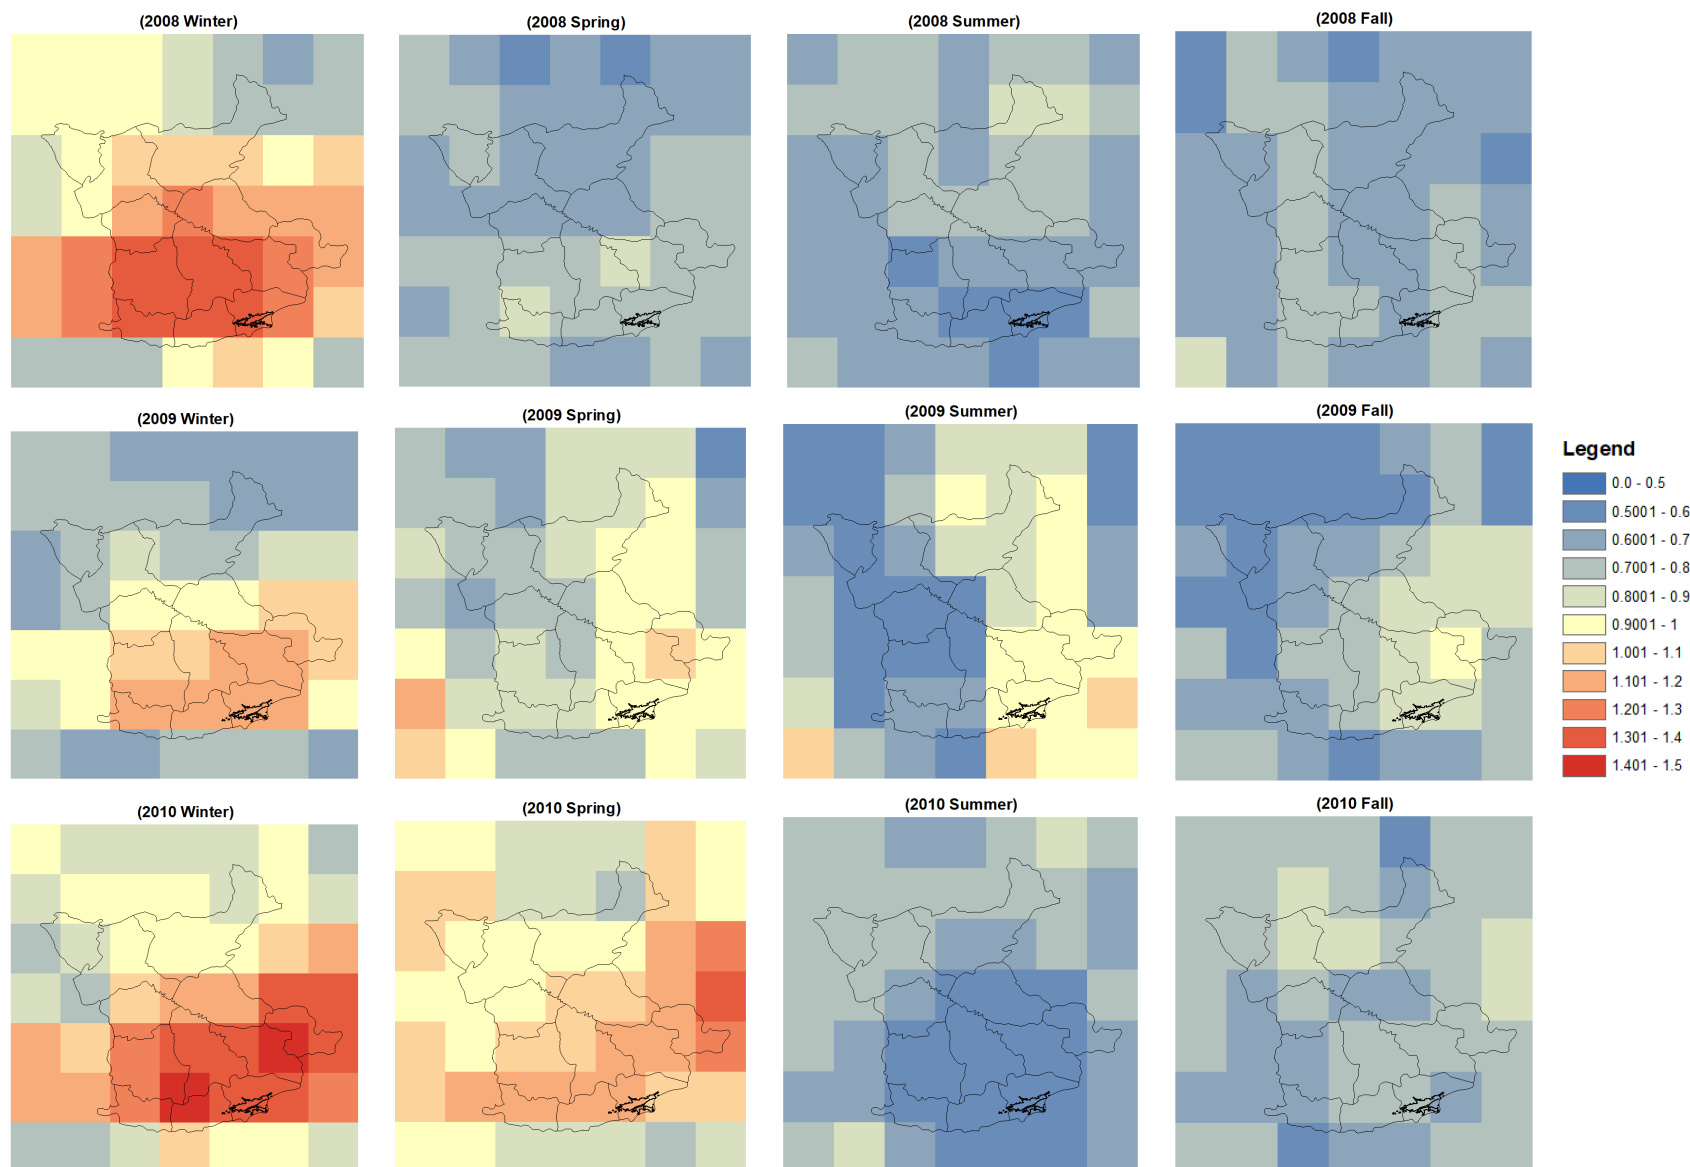 (2008 Winter)
(2008 Spring)
(2008 Summer)
(2008 Fall)
(2009 Winter)
(2009 Spring)
(2009 Summer)
(2009 Fall)
Legend
0.0 - 0.5
0.5001 - 0.6
0.6001 - 0.7
0.7001 - 0.8
0.8001 - 0.9
0.9001 - 1
1.001 - 1.1
1.101 - 1.2
1.201 - 1.3
1.301 - 1.4
1.401 - 1.5
(2010 Winter)
(2010 Spring)
(2010 Summer)
(2010 Fall)